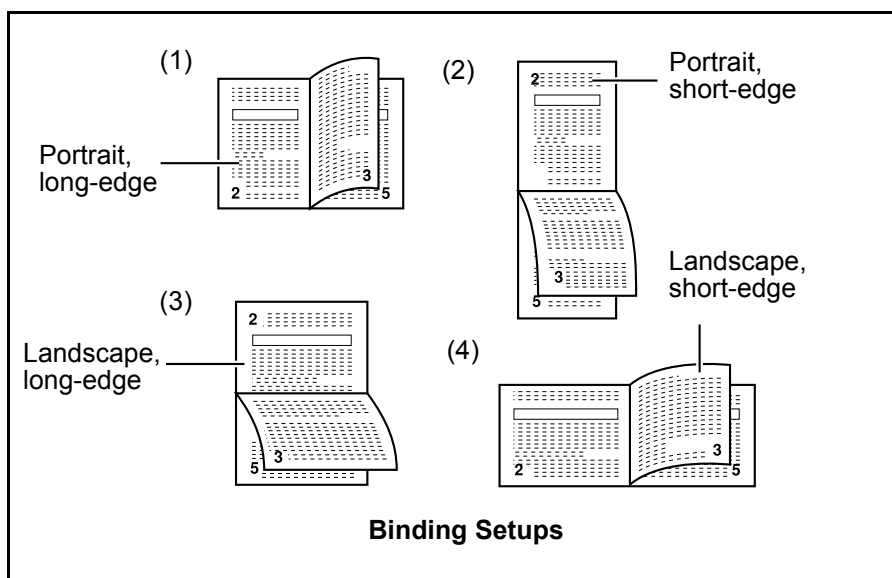 (1)
Portrait,
long-edge
2
3
5
(2)
Portrait,
short-edge
2
3
5
(3)
Landscape,
long-edge
2
3
5
(4)
Landscape,
short-edge
2
3
5
Binding Setups